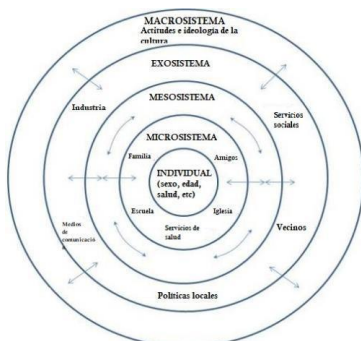 MACROSISTEMA
Actitudes e ideología de la
cultura
EXOSISTEMA
MESOSISTEMA
Industria
Servicios
sociales
MICROSISTEMA
Familia
Amigos
INDIVIDUAL
(sexo, edad,
salud, etc)
Escuela
Iglesia
Servicios de
salud
Medios
de
comunicació
n
Vecinos
Políticas locales